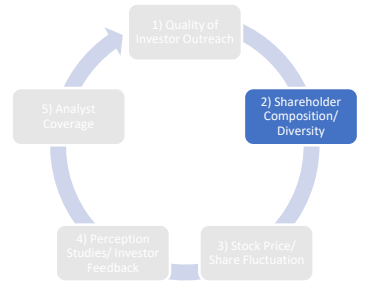 1) Quality of
Investor Outreach
2) Shareholder
Composition/
Diversity
3) Stock Price/
Share Fluctuation
4) Perception
Studies/ Investor
Feedback
5) Analyst
Coverage